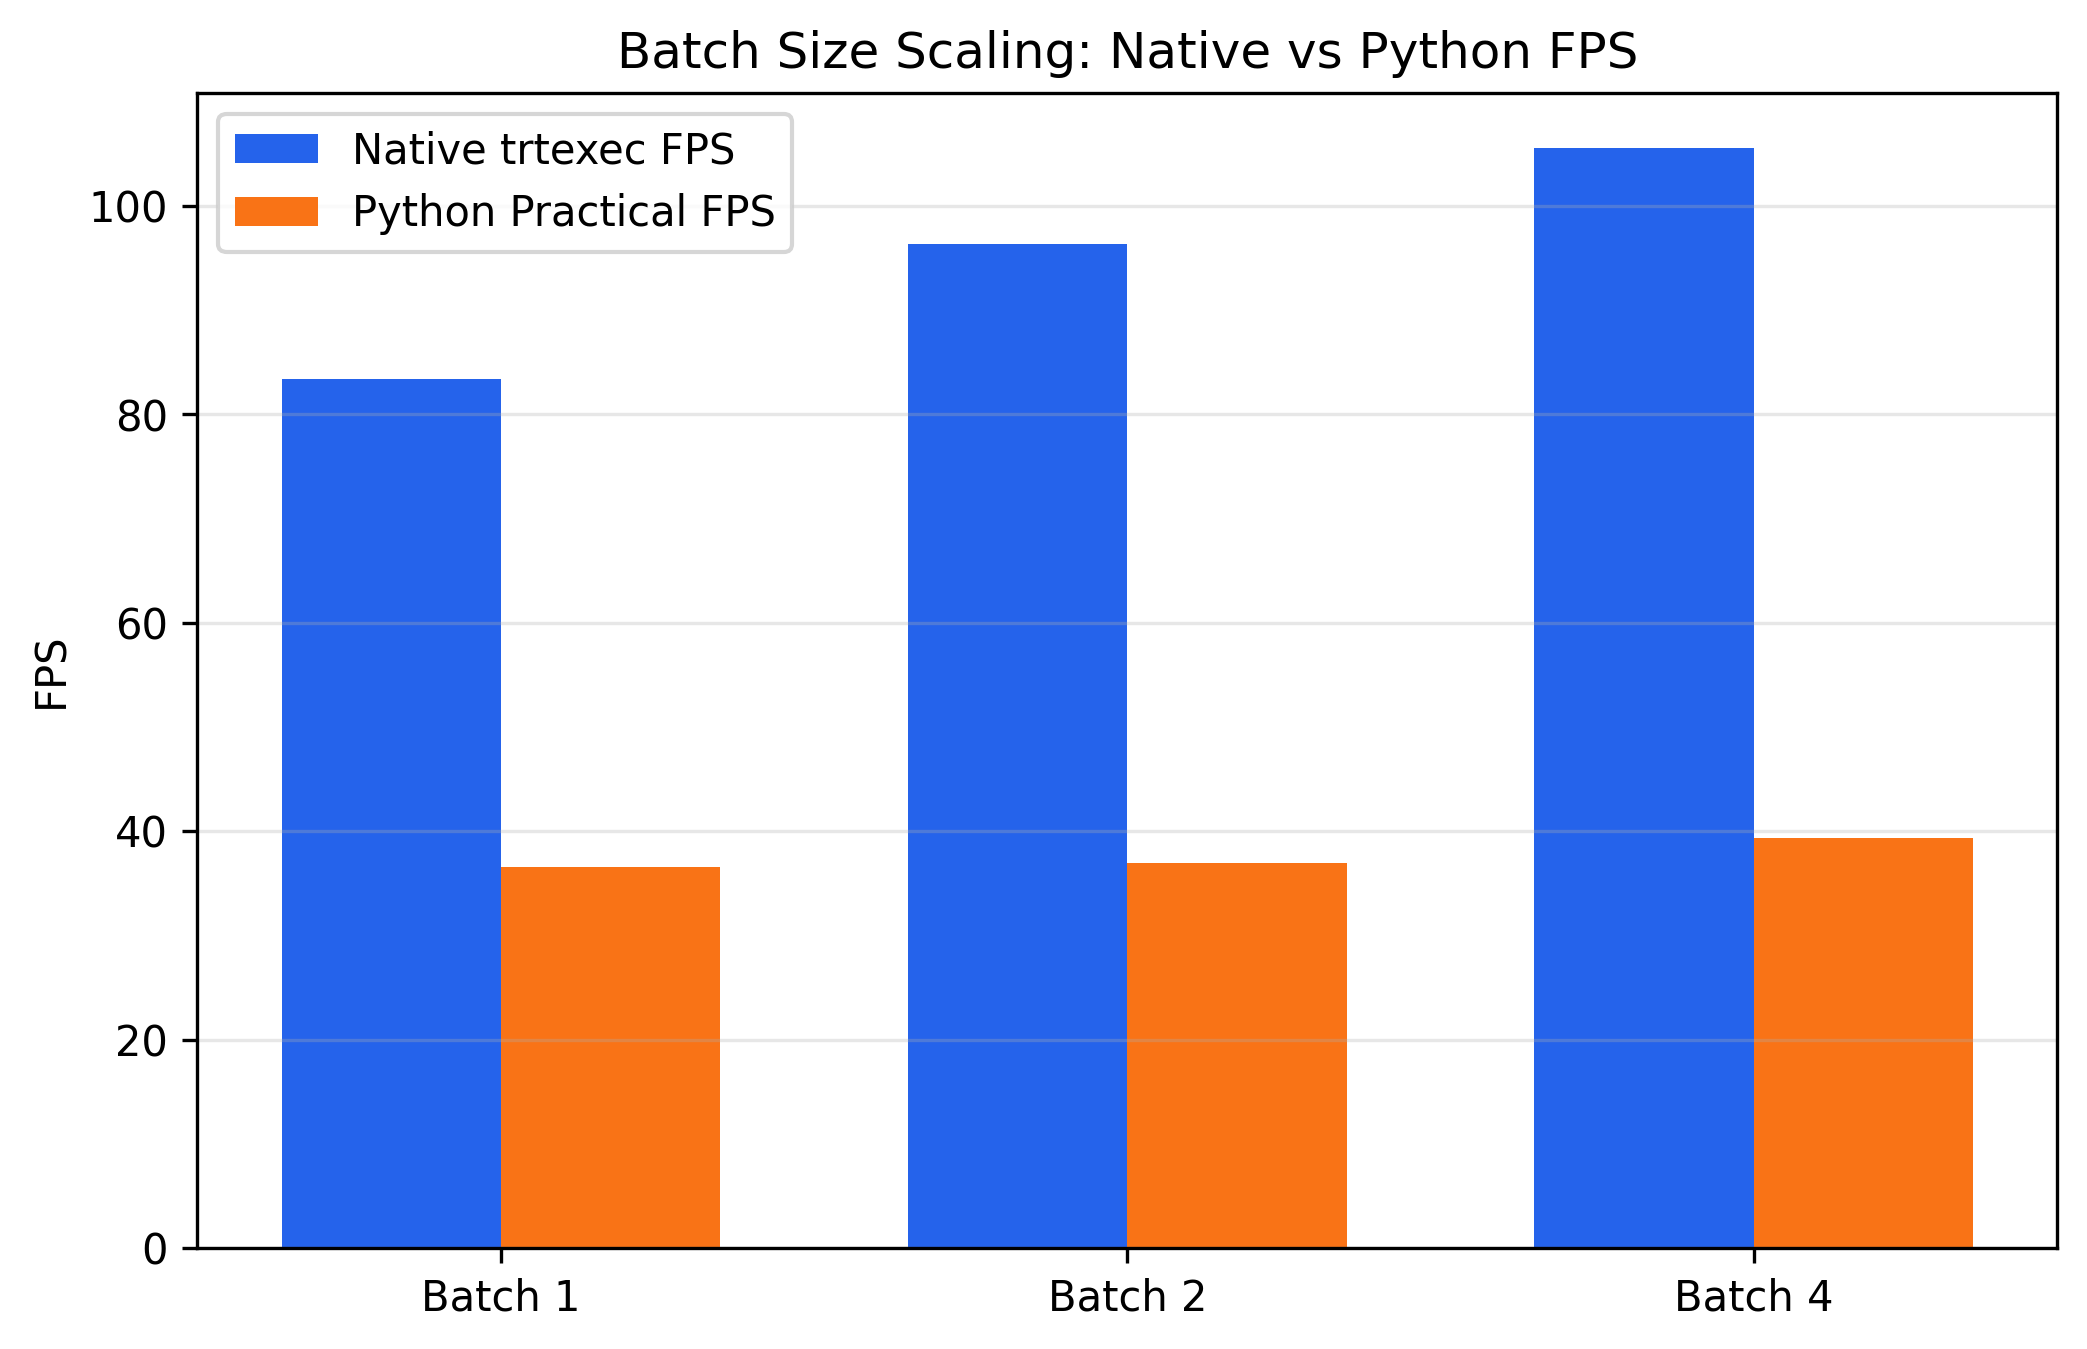 Batch Size Scaling: Native vs Python FPS
Native trtexec FPS
Python Practical FPS
FPS
100
80
60
40
20
0
Batch 1
Batch 2
Batch 4